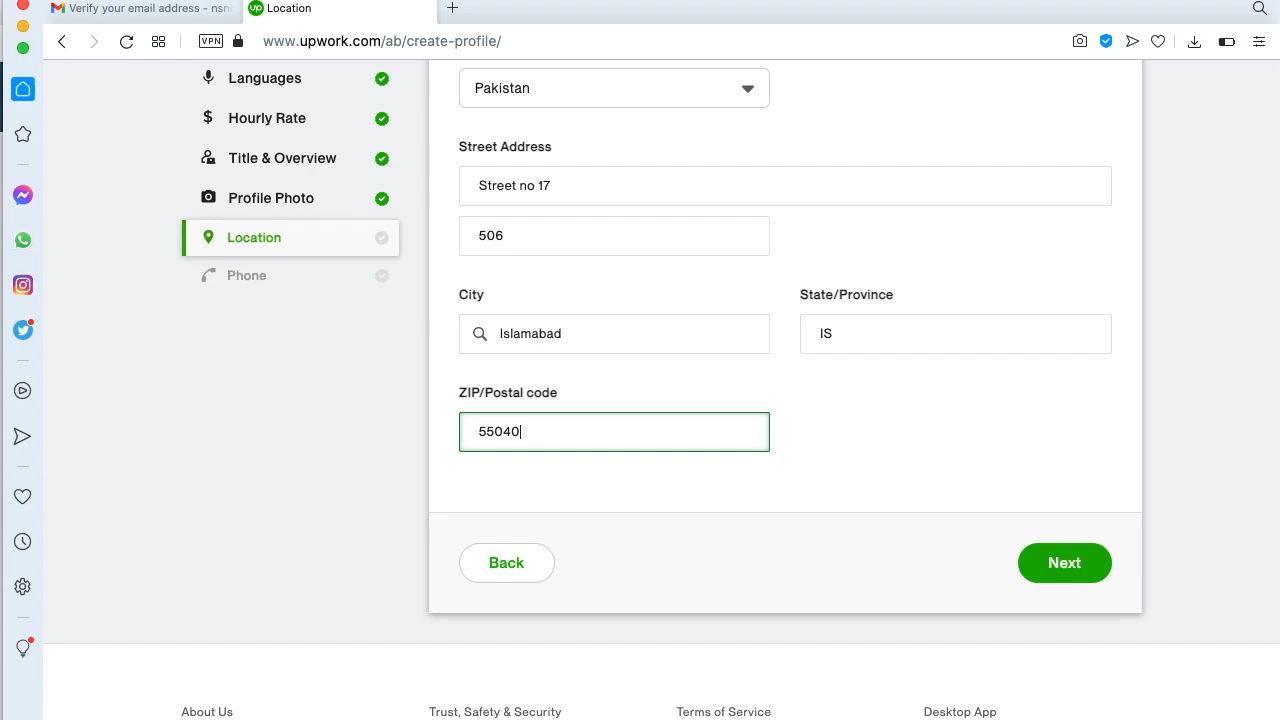 Verify your email address - nsn
up Location
VPN www.upwork.com/ab/create-profile/
Languages
Pakistan
$ Hourly Rate
Title & Overview
Street Address
Profile Photo
Street no 17
Location
506
Phone
City
State/Province
Islamabad
IS
ZIP/Postal code
55040
Back
Next
About Us
Trust, Safety & Security
Terms of Service
Desktop App